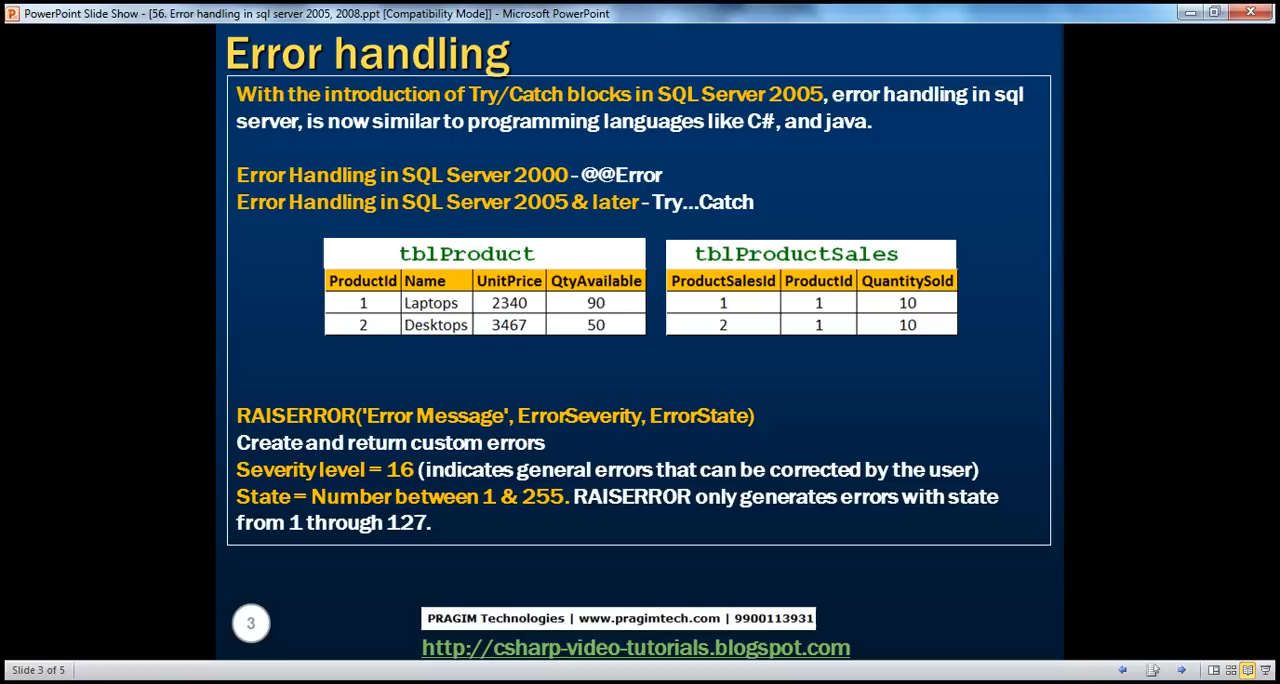 PowerPoint Slide Show - [56. Error handling in sql server 2005, 2008.ppt [Compatibility Mode]] - Microsoft PowerPoint
Error handling
With the introduction of Try/Catch blocks in SQL Server 2005, error handling in sql
server, is now similar to programming languages like C#, and java.
Error Handling in SQL Server 2000 - @@Error
Error Handling in SQL Server 2005 & later - Try...Catch
tblProduct
ProductId Name UnitPrice QtyAvailable
1 Laptops 2340 90
2 Desktops 3467 50
tblProductSales
ProductSalesId ProductId QuantitySold
1 1 10
2 1 10
RAISERROR('Error Message', ErrorSeverity, ErrorState)
Create and return custom errors
Severity level = 16 (indicates general errors that can be corrected by the user)
State = Number between 1 & 255. RAISERROR only generates errors with state
from 1 through 127.
3
PRAGIM Technologies | www.pragimtech.com | 9900113931
http://csharp-video-tutorials.blogspot.com
Slide 3 of 5